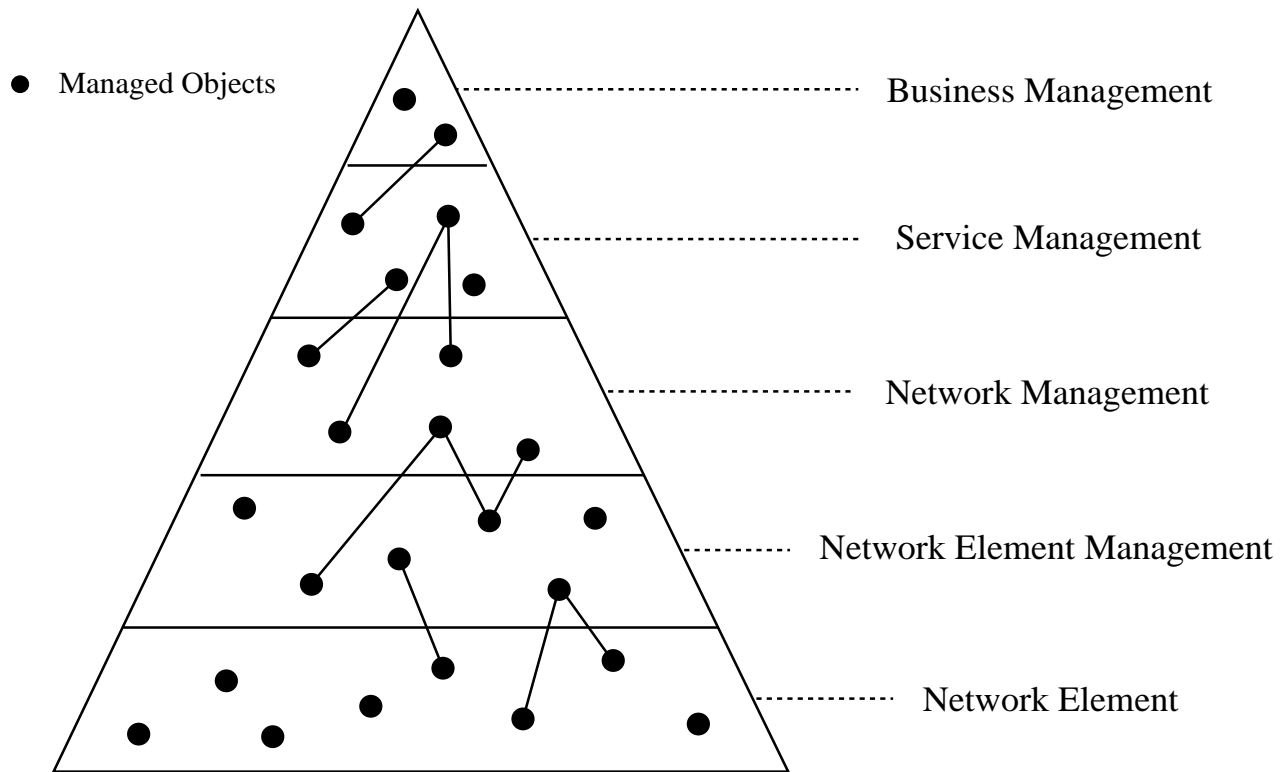 Managed Objects
Business Management
Service Management
Network Management
Network Element Management
Network Element